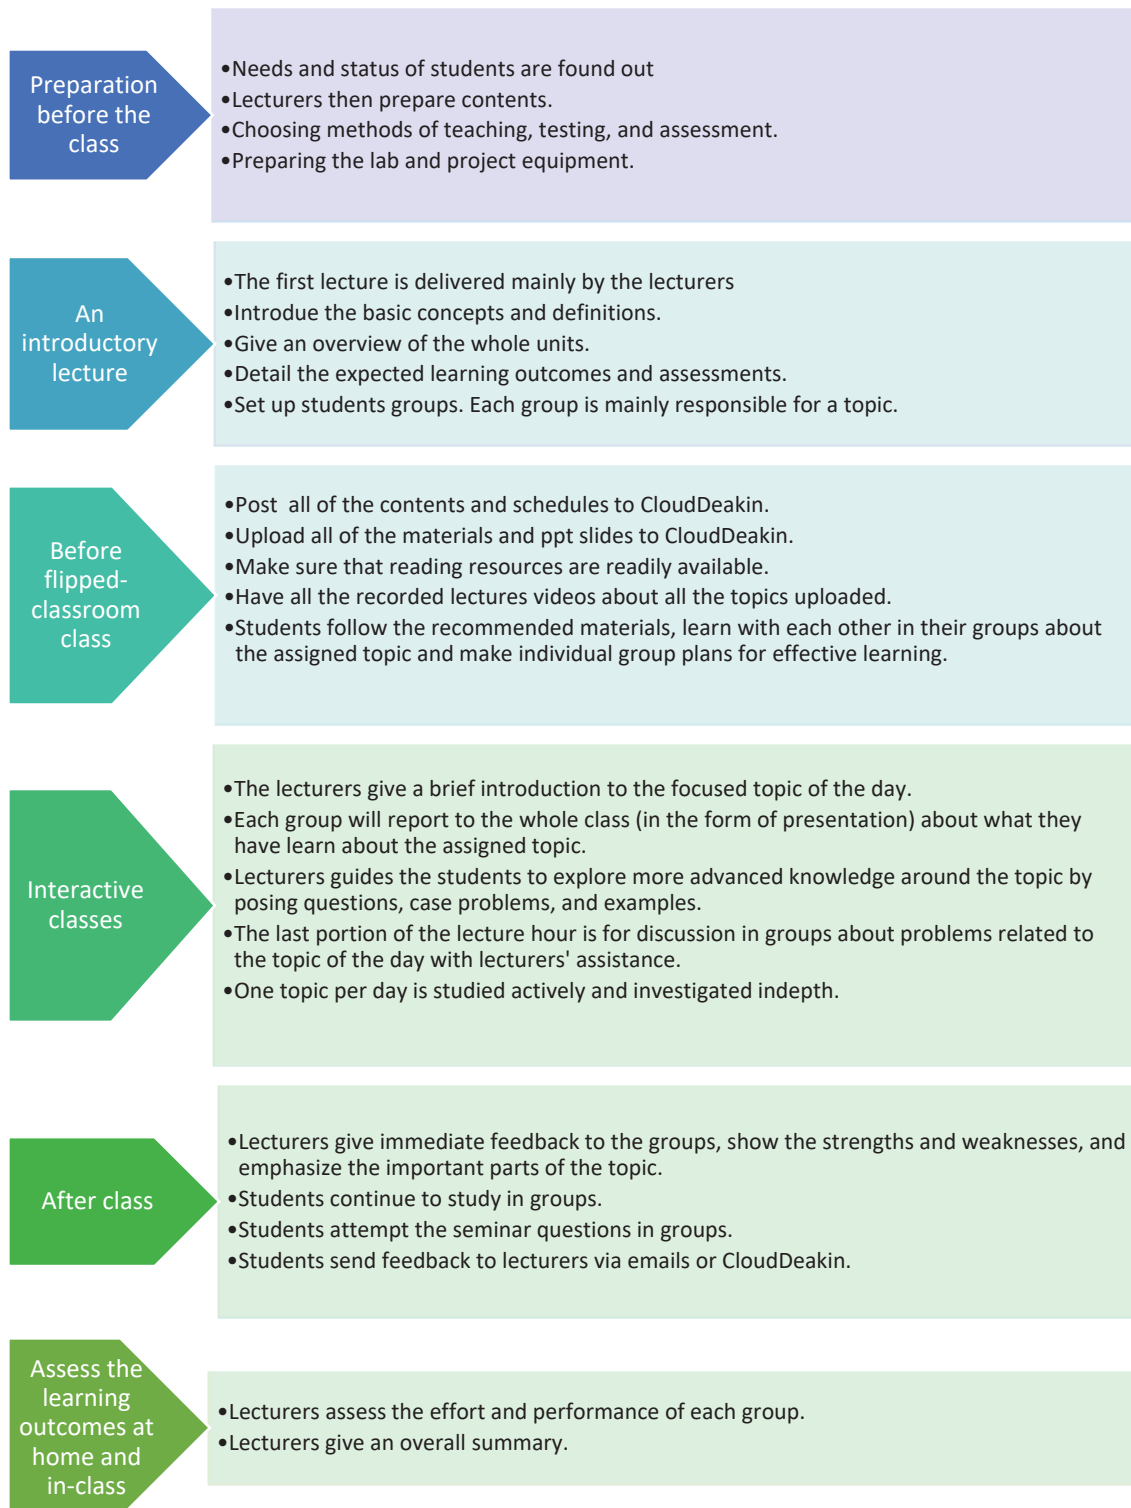 Preparation
before the
class
•Needs and status of students are found out
•Lecturers then prepare contents.
•Choosing methods of teaching, testing, and assessment.
•Preparing the lab and project equipment.
An
introductory
lecture
•The first lecture is delivered mainly by the lecturers
•Introdue the basic concepts and definitions.
•Give an overview of the whole units.
•Detail the expected learning outcomes and assessments.
•Set up students groups. Each group is mainly responsible for a topic.
Before
flipped-
classroom
class
•Post  all of the contents and schedules to CloudDeakin.
•Upload all of the materials and ppt slides to CloudDeakin.
•Make sure that reading resources are readily available.
•Have all the recorded lectures videos about all the topics uploaded.
•Students follow the recommended materials, learn with each other in their groups about
the assigned topic and make individual group plans for effective learning.
Interactive
classes
•The lecturers give a brief introduction to the focused topic of the day.
•Each group will report to the whole class (in the form of presentation) about what they
have learn about the assigned topic.
•Lecturers guides the students to explore more advanced knowledge around the topic by
posing questions, case problems, and examples.
•The last portion of the lecture hour is for discussion in groups about problems related to
the topic of the day with lecturers' assistance.
•One topic per day is studied actively and investigated indepth.
After class
•Lecturers give immediate feedback to the groups, show the strengths and weaknesses, and
emphasize the important parts of the topic.
•Students continue to study in groups.
•Students attempt the seminar questions in groups.
•Students send feedback to lecturers via emails or CloudDeakin.
Assess the
learning
outcomes at
home and
in-class
•Lecturers assess the effort and performance of each group.
•Lecturers give an overall summary.